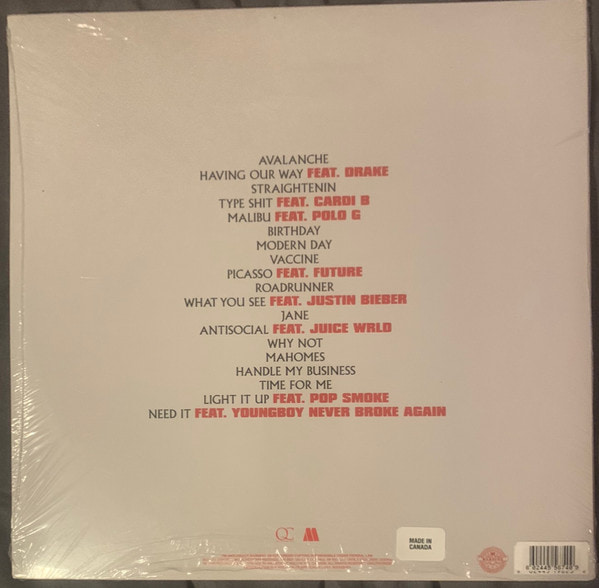 AVALANCHE
HAVING OUR WAY FEAT. DRAKE
STRAIGHTENIN
TYPE SHIT FEAT. CARDI B
MALIBU FEAT. POLO G
BIRTHDAY
MODERN DAY
VACCINE
PICASSO FEAT. FUTURE
ROADRUNNER
WHAT YOU SEE FEAT. JUSTIN BIEBER
JANE
ANTISOCIAL FEAT. JUICE WRLD
WHY NOT
MAHOMES
HANDLE MY BUSINESS
TIME FOR ME
LIGHT IT UP FEAT. POP SMOKE
NEED IT FEAT. YOUNGBOY NEVER BROKE AGAIN
QC M
MADE IN
CANADA